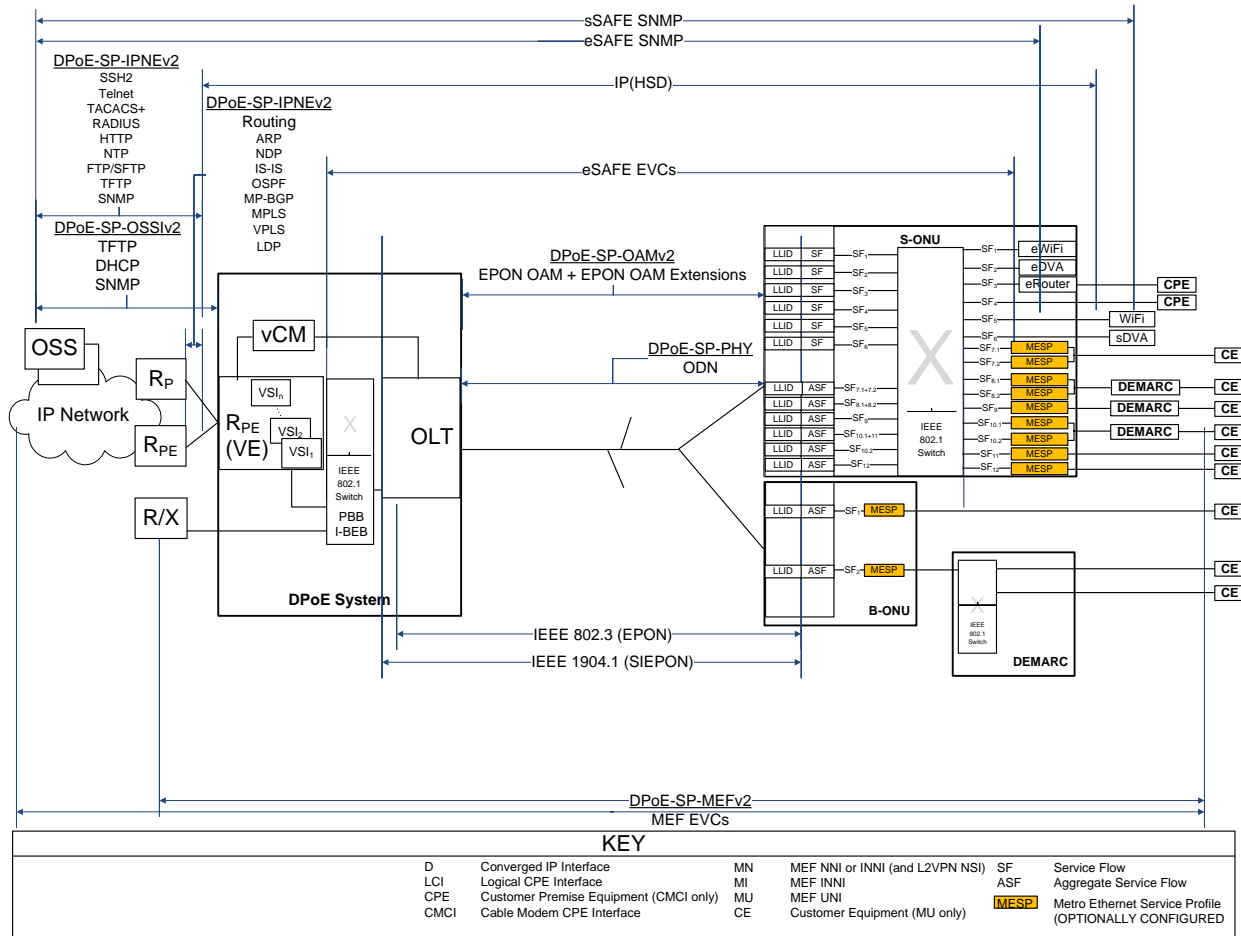 sSAFE SNMP
eSAFE SNMP
DPoE-SP-IPNEv2
SSH2
Telnet
TACACS+
RADIUS
HTTP
NTP
FTP/SFTP
TFTP
SNMP
DPoE-SP-OSSIv2
TFTP
DHCP
SNMP
IP(HSD)
DPoE-SP-IPNEv2
Routing
ARP
NDP
IS-IS
OSPF
MP-BGP
MPLS
VPLS
LDP
eSAFE EVCs
DPoE-SP-OAMv2
EPON OAM + EPON OAM Extensions
DPoE-SP-PHY
ODN
OSS
IP Network
RP
RPE
R/X
vCM
VSIn
VSI2
VSI1
RPE
(VE)
X
IEEE
802.1
Switch
PBB
I-BEB
OLT
DPoE System
S-ONU
LLID SF SF1
LLID SF SF2
LLID SF SF3
LLID SF SF4
LLID SF SF5
LLID SF SF6
LLID ASF SF7.1+7.2
LLID ASF SF8.1+8.2
LLID ASF SF9
LLID ASF SF10.1+11
LLID ASF SF10.2
LLID ASF SF12
X
IEEE
802.1
Switch
SF1 eWiFi
SF2 eDVA
SF3 eRouter CPE
SF4 CPE
SF5 WiFi
SF6 sDVA
SF7.1 MESP
SF7.2 MESP CE
SF8.1 MESP
SF8.2 MESP DEMARC CE
SF9 MESP DEMARC CE
SF10.1 MESP
SF10.2 MESP DEMARC CE
SF11 MESP CE
SF12 MESP CE
LLID ASF SF1 MESP CE
LLID ASF SF2 MESP CE
CE
B-ONU
X
IEEE
802.1
Switch
DEMARC
IEEE 802.3 (EPON)
IEEE 1904.1 (SIEPON)
DPoE-SP-MEFv2
MEF EVCs
KEY
D Converged IP Interface
LCI Logical CPE Interface
CPE Customer Premise Equipment (CMCI only)
CMCI Cable Modem CPE Interface
MN MEF NNI or INNI (and L2VPN NSI)
MI MEF INNI
MU MEF UNI
CE Customer Equipment (MU only)
SF Service Flow
ASF Aggregate Service Flow
MESP Metro Ethernet Service Profile
(OPTIONALLY CONFIGURED